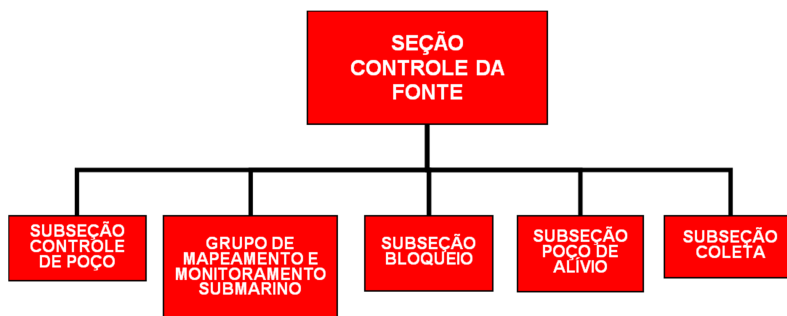 SEÇÃO
CONTROLE DA
FONTE
SUBSEÇÃO
CONTROLE
DE POÇO
GRUPO DE
MAPEAMENTO E
MONITORAMENTO
SUBMARINO
SUBSEÇÃO
BLOQUEIO
SUBSEÇÃO
POÇO DE
ALÍVIO
SUBSEÇÃO
COLETA